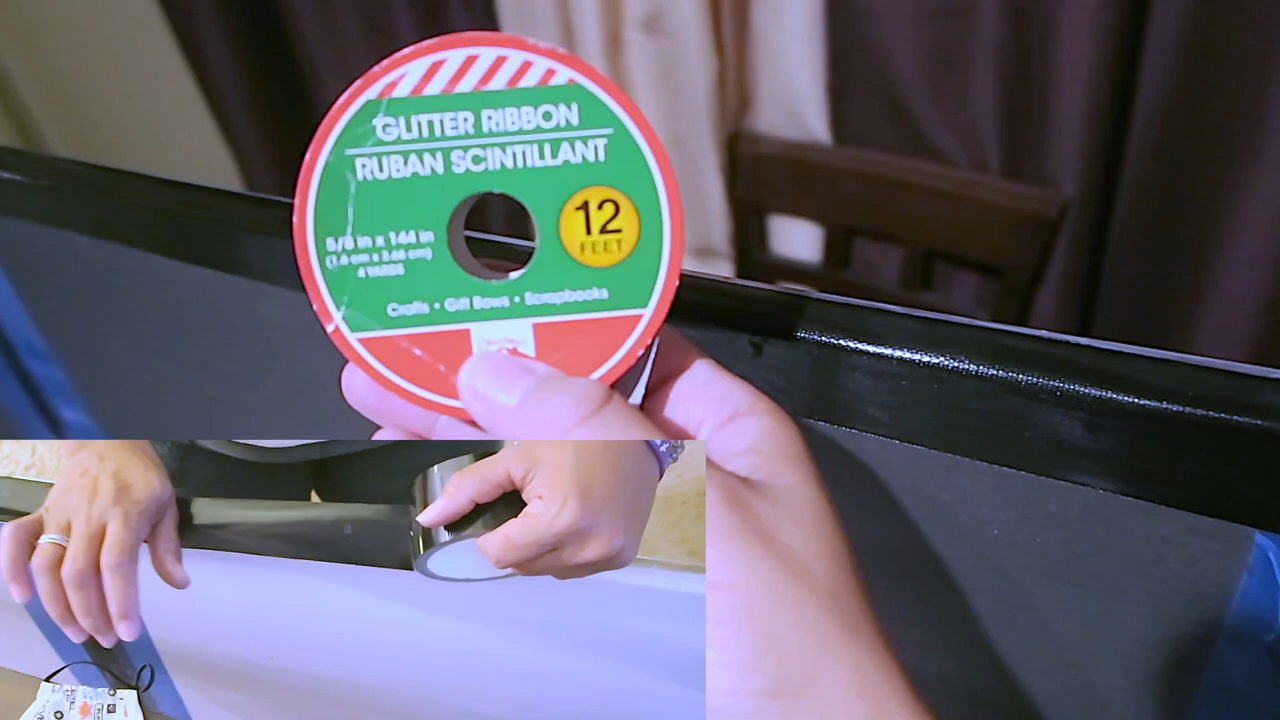 GLITTER RIBBON
RUBAN SCINTILLANT
12
FEET
5/8 in x 144 in
(1.6 cm x 3.66 cm)
4 YARDS
Crafts • Gift Bows • Scrapbooks